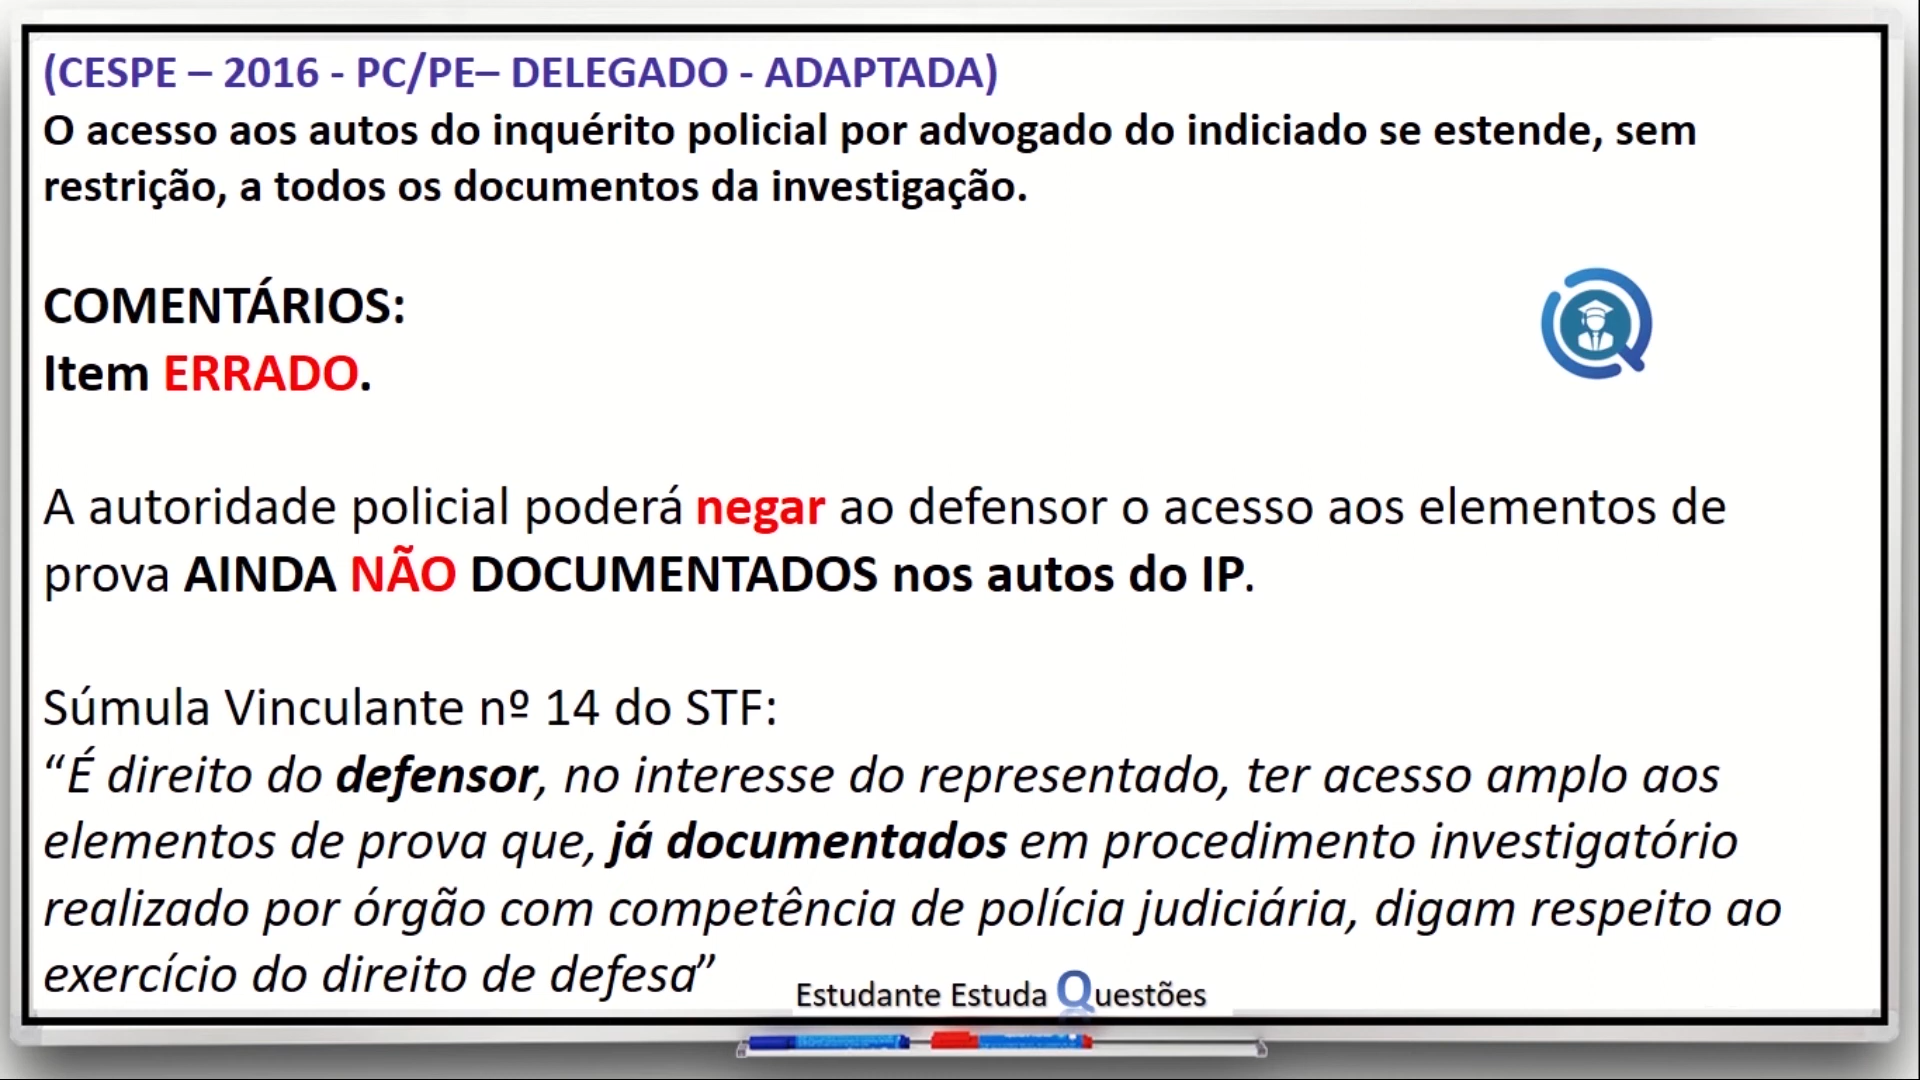 (CESPE – 2016 - PC/PE– DELEGADO - ADAPTADA)
O acesso aos autos do inquérito policial por advogado do indiciado se estende, sem
restrição, a todos os documentos da investigação.
COMENTÁRIOS:
Item ERRADO.
A autoridade policial poderá negar ao defensor o acesso aos elementos de
prova AINDA NÃO DOCUMENTADOS nos autos do IP.
Súmula Vinculante nº 14 do STF:
“É direito do defensor, no interesse do representado, ter acesso amplo aos
elementos de prova que, já documentados em procedimento investigatório
realizado por órgão com competência de polícia judiciária, digam respeito ao
exercício do direito de defesa”
Estudante Estuda Questões